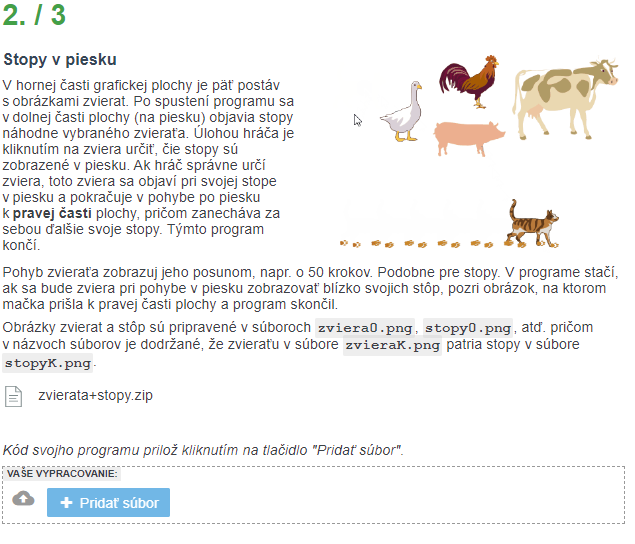 2. / 3
Stopy v piesku
V hornej časti grafickej plochy je päť postáv
s obrázkami zvierat. Po spustení programu sa
v dolnej časti plochy (na piesku) objavia stopy
náhodne vybraného zvieraťa. Úlohou hráča je
kliknutím na zviera určiť, čie stopy sú
zobrazené v piesku. Ak hráč správne určí
zviera, toto zviera sa objaví pri svojej stope
v piesku a pokračuje v pohybe po piesku
k pravej časti plochy, pričom zanecháva za
sebou ďalšie svoje stopy. Týmto program
končí.
Pohyb zvieraťa zobrazuj jeho posunom, napr. o 50 krokov. Podobne pre stopy. V programe stačí,
ak sa bude zviera pri pohybe v piesku zobrazovať blízko svojich stôp, pozri obrázok, na ktorom
mačka prišla k pravej časti plochy a program skončil.
Obrázky zvierat a stôp sú pripravené v súboroch zviera0.png, stopy0.png, atď. pričom
v názvoch súborov je dodržané, že zvieraťu v súbore zvieraK.png patria stopy v súbore
stopyK.png.
zvierata+stopy.zip
Kód svojho programu prilož kliknutím na tlačidlo "Pridať súbor".
VAŠE VYPRACOVANIE:
+ Pridať súbor